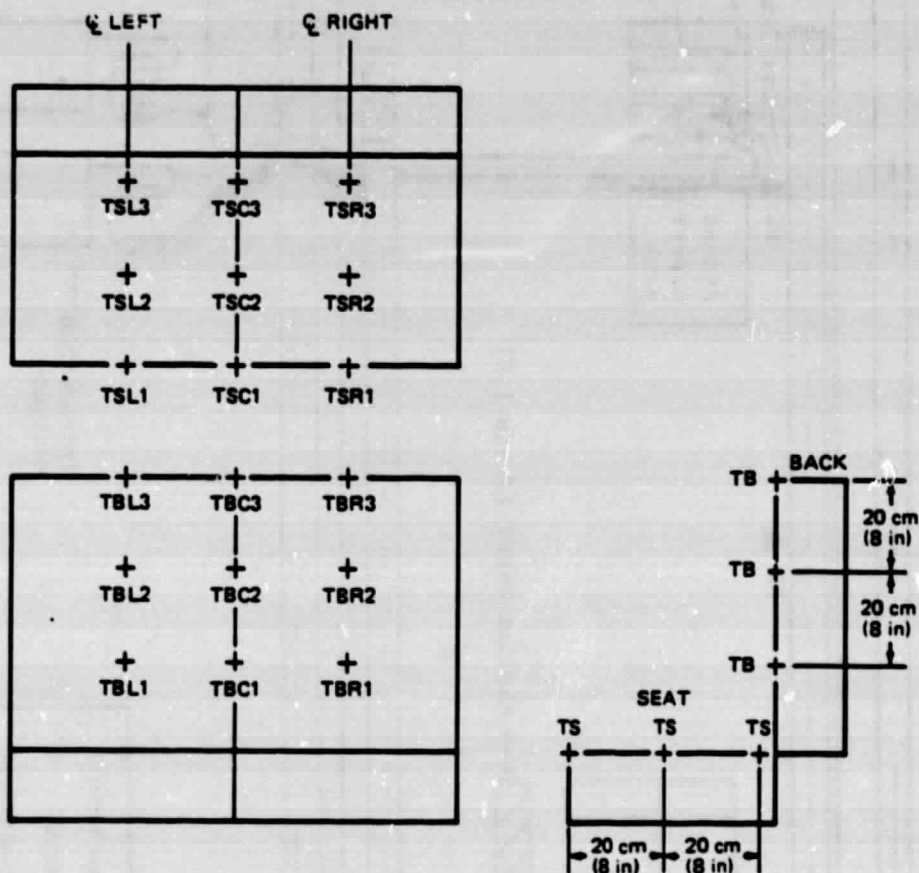 ℄ LEFT ℄ RIGHT
TSL3 TSC3 TSR3
TSL2 TSC2 TSR2
TSL1 TSC1 TSR1
TBL3 TBC3 TBR3
TBL2 TBC2 TBR2
TBL1 TBC1 TBR1
TB BACK
20 cm
(8 in)
TB
20 cm
(8 in)
TB
SEAT
TS TS TS
20 cm 20 cm
(8 in) (8 in)